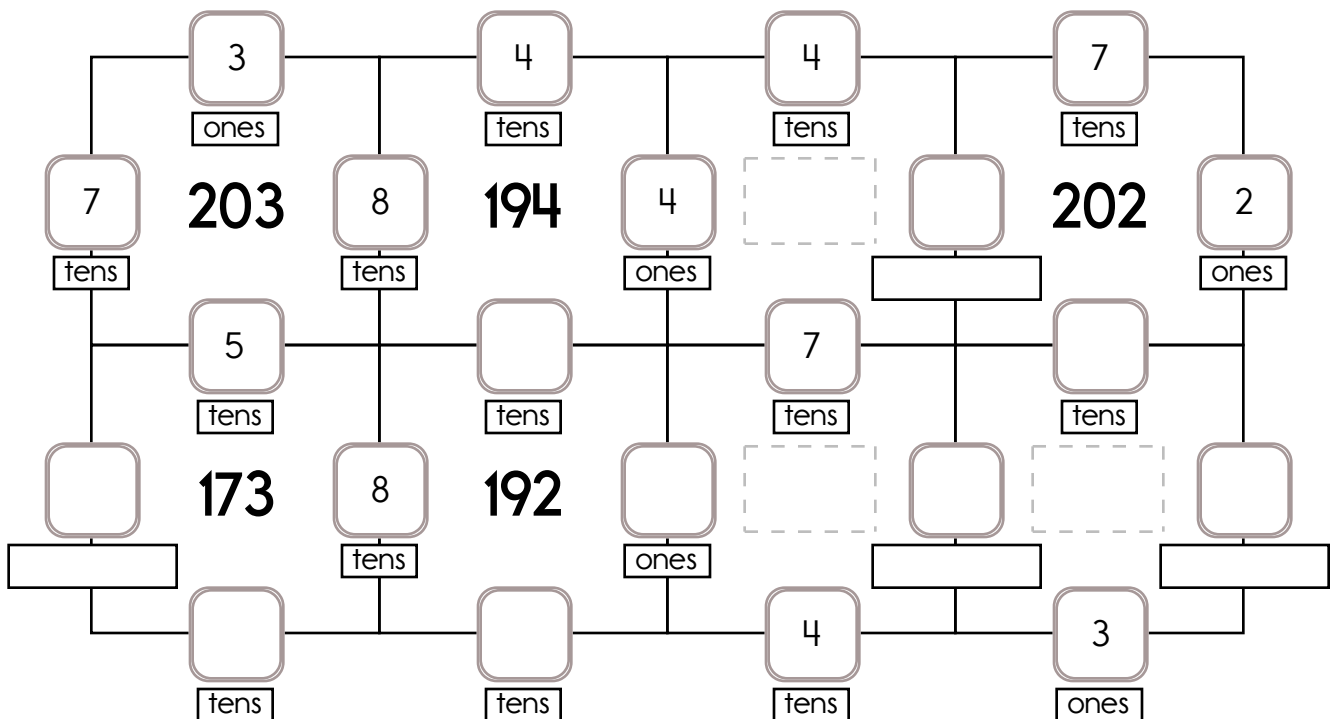 3 4 4 7
ones tens tens tens
7 203 8 194 4 202 2
tens tens ones ones
5 7
tens tens tens tens
173 8 192
tens ones
4 3
tens tens tens ones